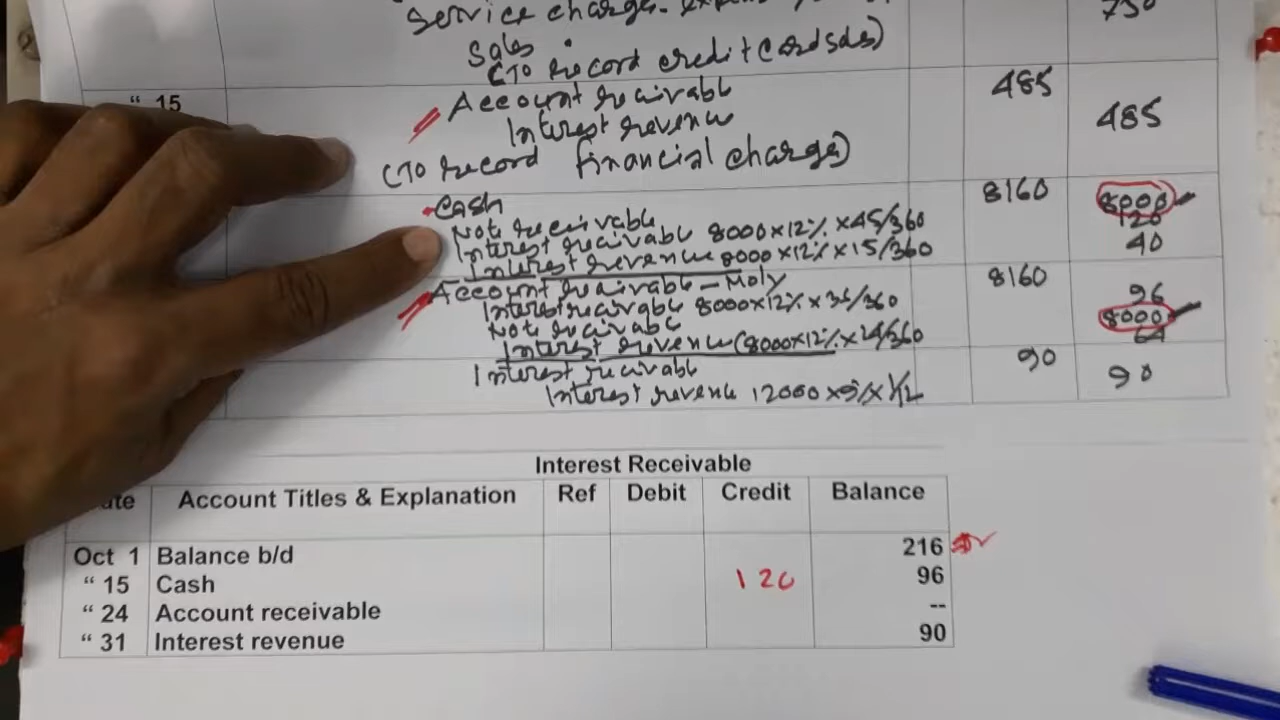 Service charge
750
Sales
(To record credit card sales)
“ 15
Account receivable 485
Interest revenue 485
(To record financial charge)
Cash 8160
Note receivable 8000
Interest receivable 8000×12%×45/360 120
Interest revenue 8000×12%×15/360 40
Account receivable - Moly 8160
Interest receivable 8000×12%×36/360 96
Note receivable 8000
Interest revenue (8000×12%×24/360 64
Interest receivable 90
Interest revenue 12000×9%×1/12 90
Interest Receivable
Account Titles & Explanation Ref Debit Credit Balance
Oct 1 Balance b/d 216
“ 15 Cash 120 96
“ 24 Account receivable --
“ 31 Interest revenue 90